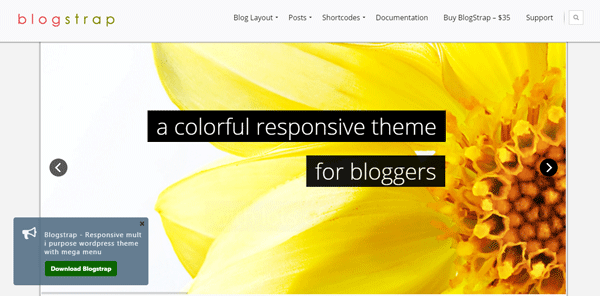 blogstrap
Blog Layout Posts Shortcodes Documentation Buy BlogStrap – $35 Support
a colorful responsive theme
for bloggers
Blogstrap - Responsive mult
i purpose wordpress theme
with mega menu
Download Blogstrap